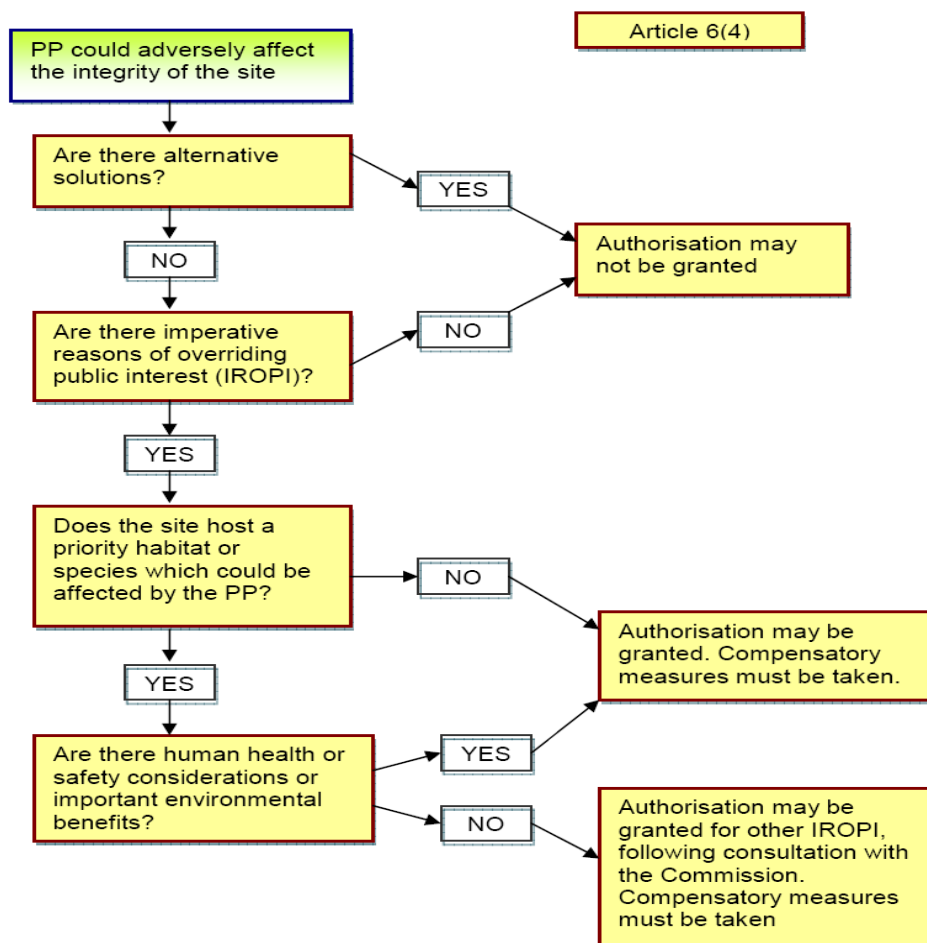 Article 6(4)
PP could adversely affect
the integrity of the site
Are there alternative
solutions?
YES
NO
Authorisation may
not be granted
Are there imperative
reasons of overriding
public interest (IROPI)?
NO
YES
Does the site host a
priority habitat or
species which could be
affected by the PP?
NO
YES
Authorisation may be
granted. Compensatory
measures must be taken.
Are there human health or
safety considerations or
important environmental
benefits?
YES
NO
Authorisation may be
granted for other IROPI,
following consultation with
the Commission.
Compensatory measures
must be taken